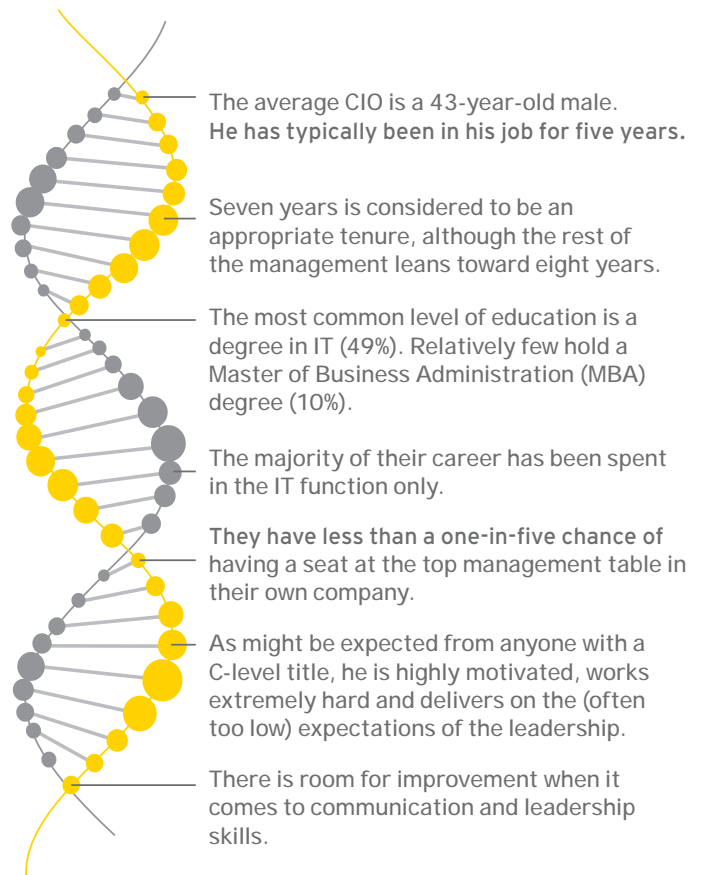 The average CIO is a 43-year-old male.
He has typically been in his job for five years.
Seven years is considered to be an
appropriate tenure, although the rest of
the management leans toward eight years.
The most common level of education is a
degree in IT (49%). Relatively few hold a
Master of Business Administration (MBA)
degree (10%).
The majority of their career has been spent
in the IT function only.
They have less than a one-in-five chance of
having a seat at the top management table in
their own company.
As might be expected from anyone with a
C-level title, he is highly motivated, works
extremely hard and delivers on the (often
too low) expectations of the leadership.
There is room for improvement when it
comes to communication and leadership
skills.